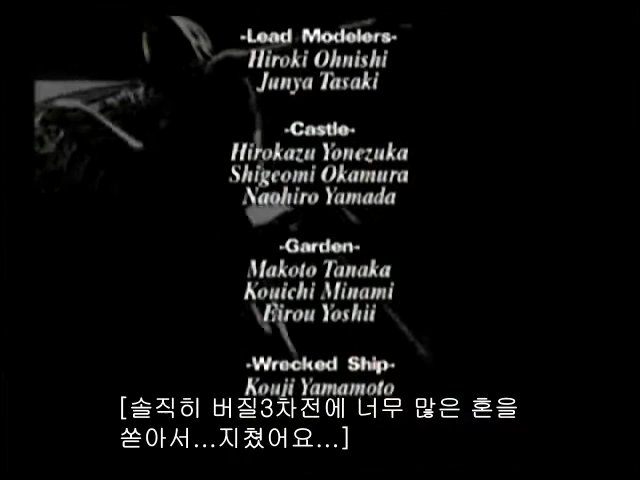 -Lead Modelers-
Hiroki Ohnishi
Junya Tasaki
-Castle-
Hirokazu Yonezuka
Shigeomi Okamura
Naohiro Yamada
-Garden-
Makoto Tanaka
Kouichi Minami
Eirou Yoshii
-Wrecked Ship-
Kouji Yamamoto
[솔직히 버질3차전에 너무 많은 혼을
쏟아서...지쳤어요...]